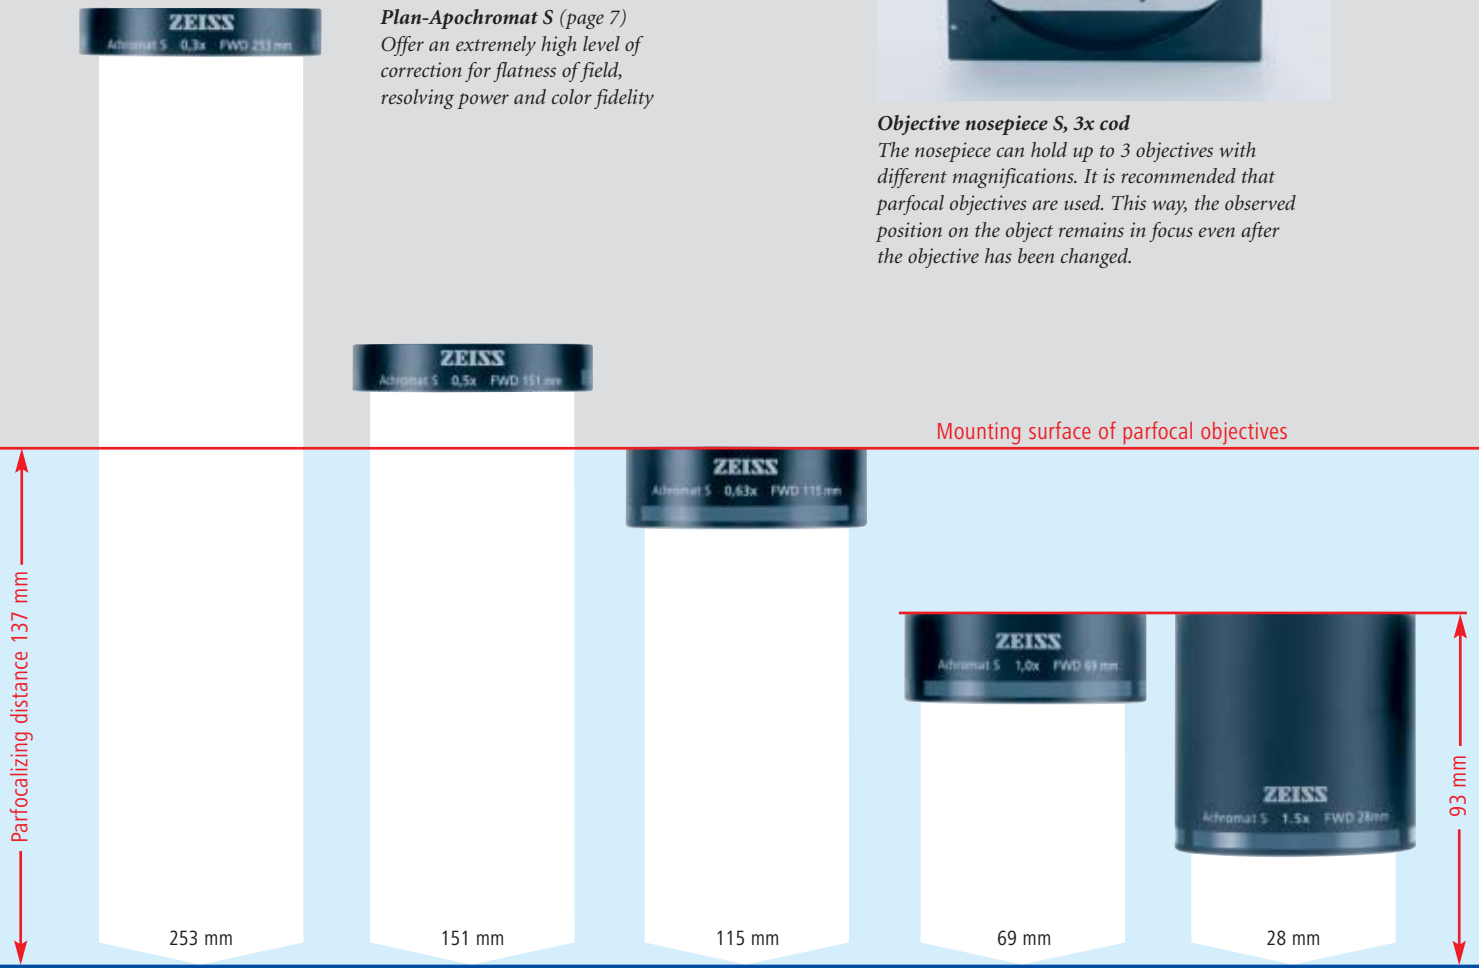 ZEISS
Achromat S 0,3x FWD 253 mm
Plan-Apochromat S (page 7)
Offer an extremely high level of
correction for flatness of field,
resolving power and color fidelity
Objective nosepiece S, 3x cod
The nosepiece can hold up to 3 objectives with
different magnifications. It is recommended that
parfocal objectives are used. This way, the observed
position on the object remains in focus even after
the objective has been changed.
ZEISS
Achromat S 0,5x FWD 151 mm
Mounting surface of parfocal objectives
ZEISS
Achromat S 0,63x FWD 115 mm
Parfocalizing distance 137 mm
ZEISS
Achromat S 1,0x FWD 69 mm
ZEISS
Achromat S 1.5x FWD 28mm
93 mm
253 mm
151 mm
115 mm
69 mm
28 mm